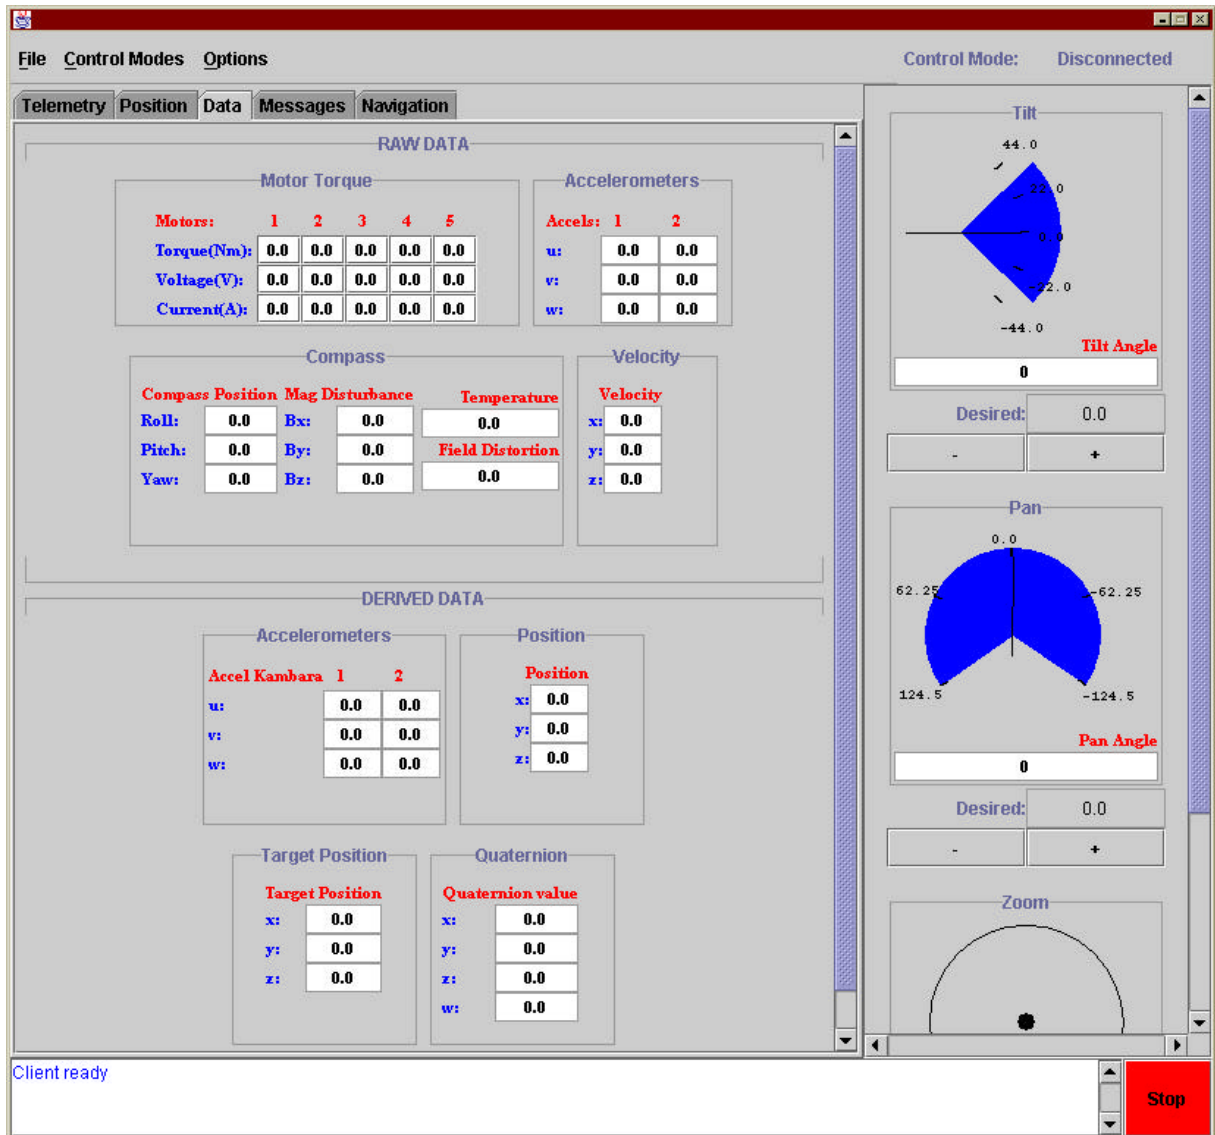 File Control Modes Options Control Mode: Disconnected
Telemetry Position Data Messages Navigation
RAW DATA
Motor Torque
Motors: 1 2 3 4 5
Torque(Nm): 0.0 0.0 0.0 0.0 0.0
Voltage(V): 0.0 0.0 0.0 0.0 0.0
Current(A): 0.0 0.0 0.0 0.0 0.0
Accelerometers
Accels: 1 2
u: 0.0 0.0
v: 0.0 0.0
w: 0.0 0.0
Compass
Compass Position Mag Disturbance Temperature
Roll: 0.0 Bx: 0.0 0.0
Pitch: 0.0 By: 0.0 Field Distortion
Yaw: 0.0 Bz: 0.0 0.0
Velocity
Velocity
x: 0.0
y: 0.0
z: 0.0
DERIVED DATA
Accelerometers
Accel Kambara 1 2
u: 0.0 0.0
v: 0.0 0.0
w: 0.0 0.0
Position
Position
x: 0.0
y: 0.0
z: 0.0
Target Position
Target Position
x: 0.0
y: 0.0
z: 0.0
Quaternion
Quaternion value
x: 0.0
y: 0.0
z: 0.0
w: 0.0
Tilt
44.0
22.0
0.0
-22.0
-44.0
Tilt Angle
0
Desired: 0.0
- +
Pan
0.0
62.25 -62.25
124.5 -124.5
Pan Angle
0
Desired: 0.0
- +
Zoom
Client ready
Stop